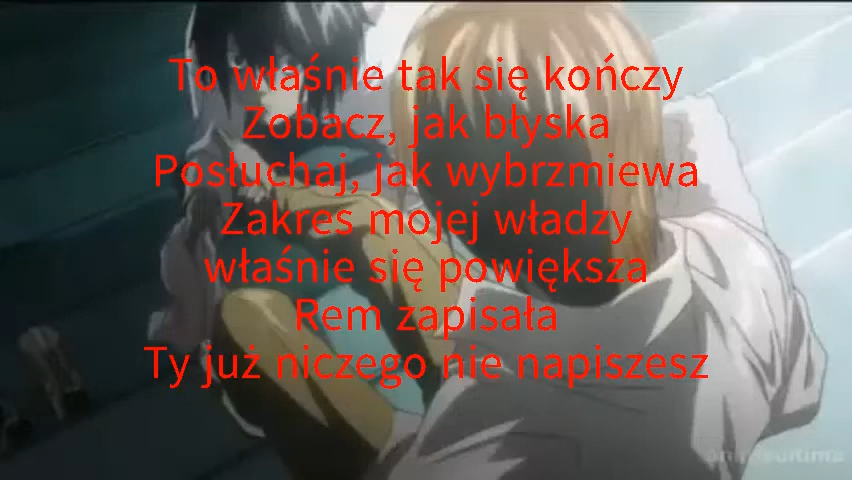 To właśnie tak się kończy
Zobacz, jak błyska
Posłuchaj, jak wybrzmiewa
Zakres mojej władzy
właśnie się powiększa
Rem zapisała
Ty już niczego nie napiszesz